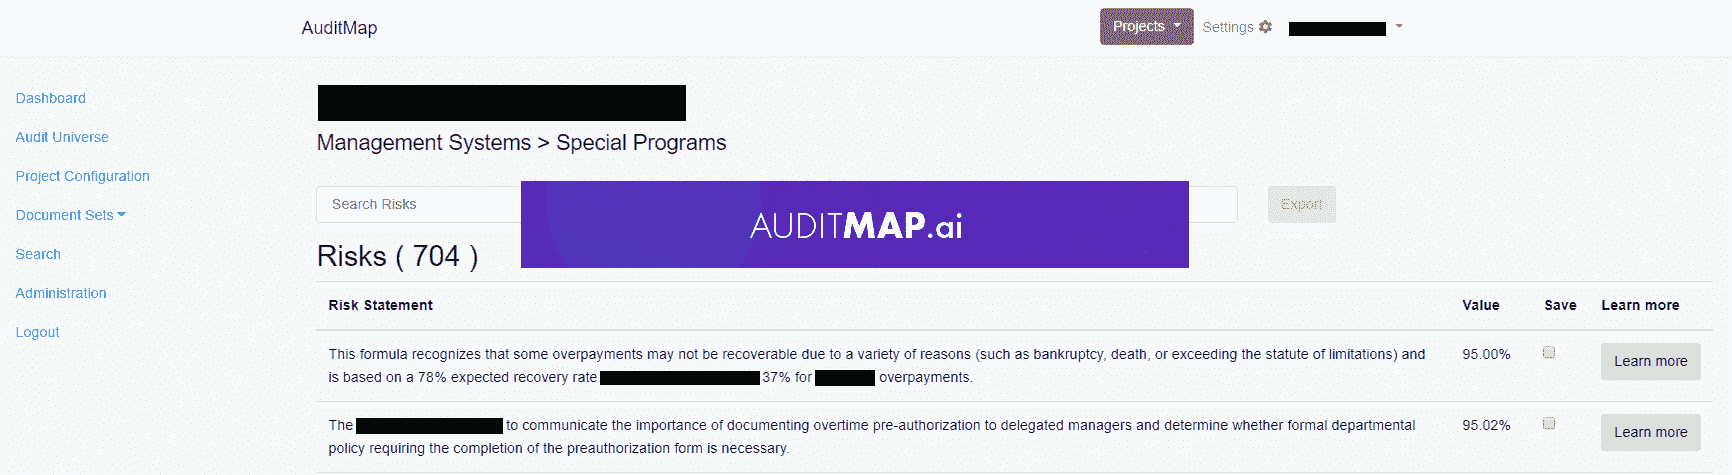 AuditMap
Projects
Settings
Dashboard
Audit Universe
Project Configuration
Document Sets
Search
Administration
Logout
Management Systems > Special Programs
Search Risks
Export
AUDITMAP.ai
Risks ( 704 )
Risk Statement Value Save Learn more
This formula recognizes that some overpayments may not be recoverable due to a variety of reasons (such as bankruptcy, death, or exceeding the statute of limitations) and
is based on a 78% expected recovery rate 37% for overpayments.
95.00%
Learn more
The to communicate the importance of documenting overtime pre-authorization to delegated managers and determine whether formal departmental
policy requiring the completion of the preauthorization form is necessary.
95.02%
Learn more